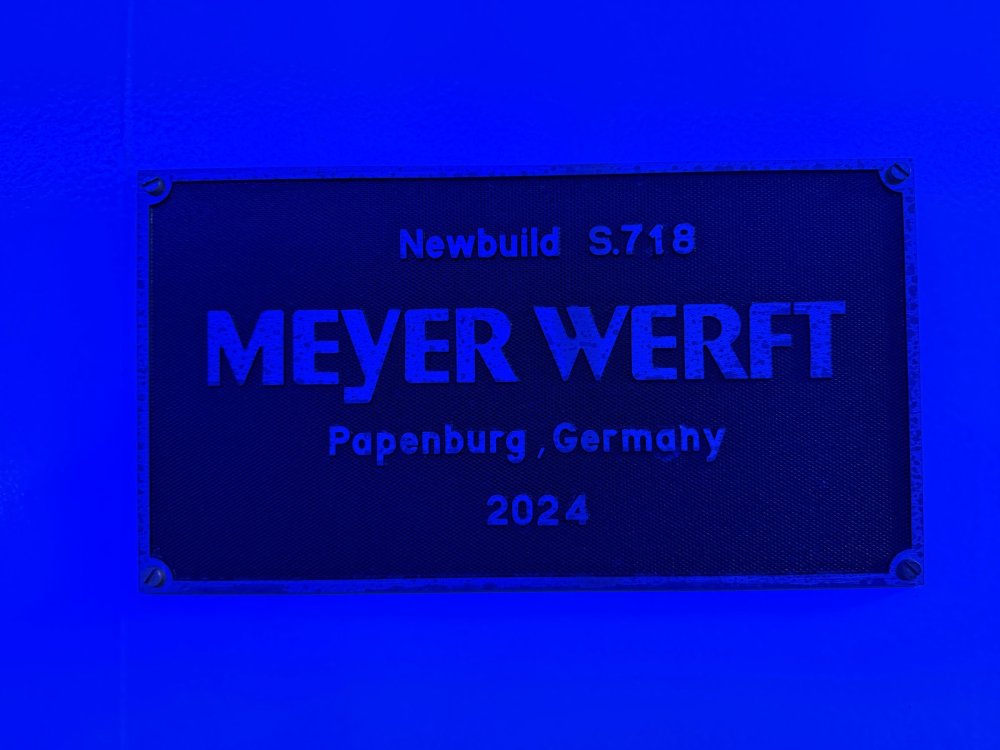 Newbuild S.718
MEYER WERFT
Papenburg, Germany
2024